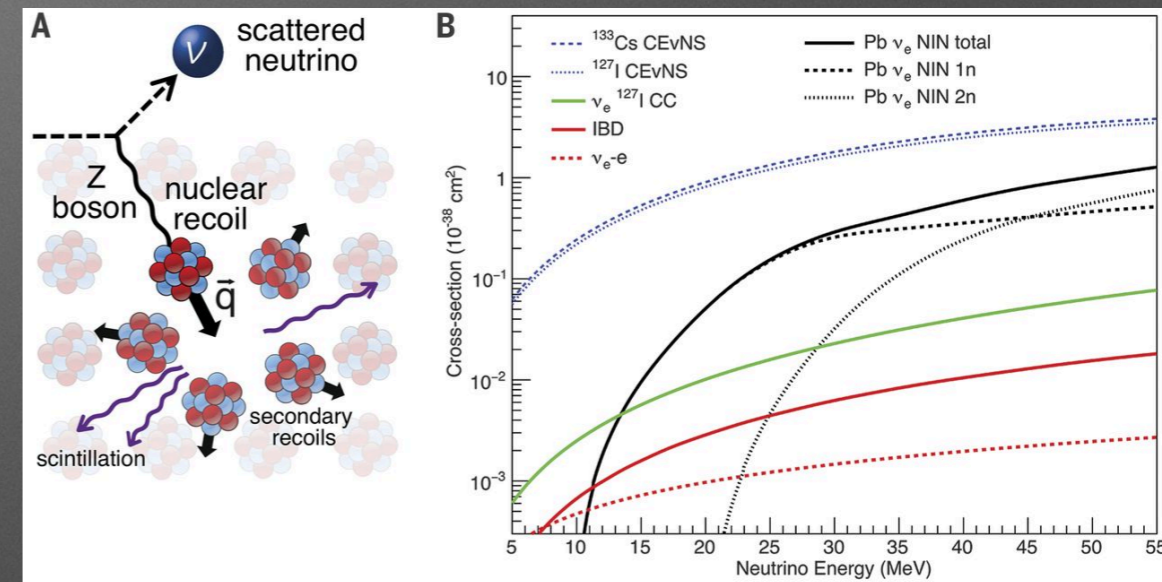 A
ν
scattered
neutrino
Z
boson
nuclear
recoil
q⃗
secondary
recoils
scintillation
B
¹³³Cs CEνNS
¹²⁷I CEνNS
νₑ ¹²⁷I CC
IBD
νₑ-e
Pb νₑ NIN total
Pb νₑ NIN 1n
Pb νₑ NIN 2n
Cross-section (10⁻³⁸ cm²)
10
1
10⁻¹
10⁻²
10⁻³
5 10 15 20 25 30 35 40 45 50 55
Neutrino Energy (MeV)